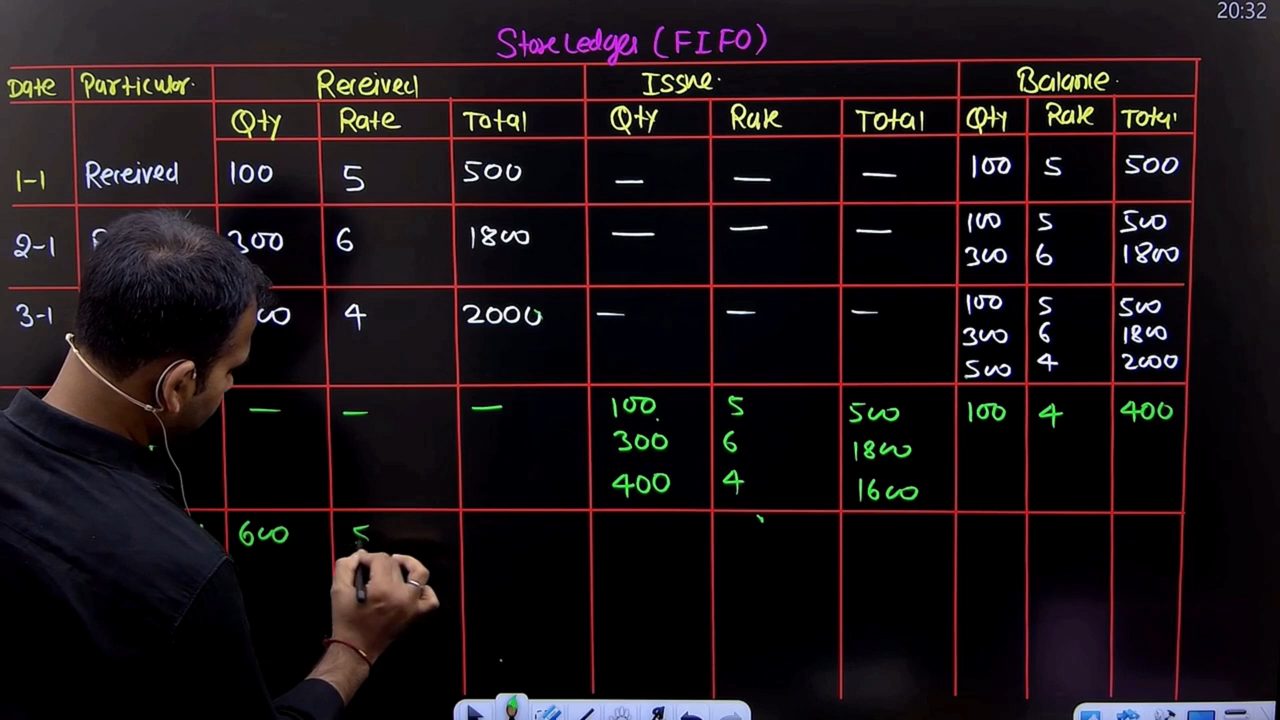 20:32
Store Ledger (FIFO)
Date Particular. Received Issue. Balance.
Qty Rate Total Qty Rate Total Qty Rate Total
1-1 Received 100 5 500 — — — 100 5 500
2-1 300 6 1800 — — — 100 5 500
300 6 1800
3-1 4 2000 — — — 100 5 500
300 6 1800
500 4 2000
— — — 100 5 500 100 4 400
300 6 1800
400 4 1600
600 5